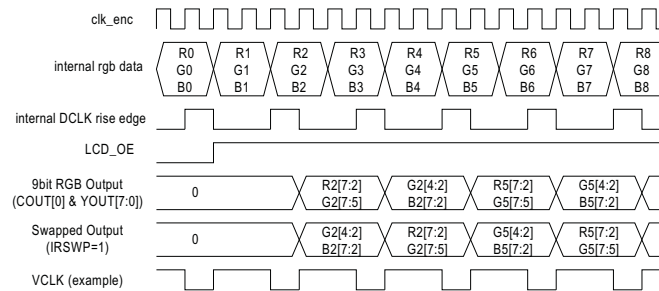 clk_enc
internal rgb data
R0 R1 R2 R3 R4 R5 R6 R7 R8
G0 G1 G2 G3 G4 G5 G6 G7 G8
B0 B1 B2 B3 B4 B5 B6 B7 B8
internal DCLK rise edge
LCD_OE
9bit RGB Output
(COUT[0] & YOUT[7:0])
0
R2[7:2] G2[4:2] R5[7:2] G5[4:2]
G2[7:5] B2[7:2] G5[7:5] B5[7:2]
Swapped Output
(IRSWP=1)
0
G2[4:2] R2[7:2] G5[4:2] R5[7:2]
B2[7:2] G2[7:5] B5[7:2] G5[7:5]
VCLK (example)